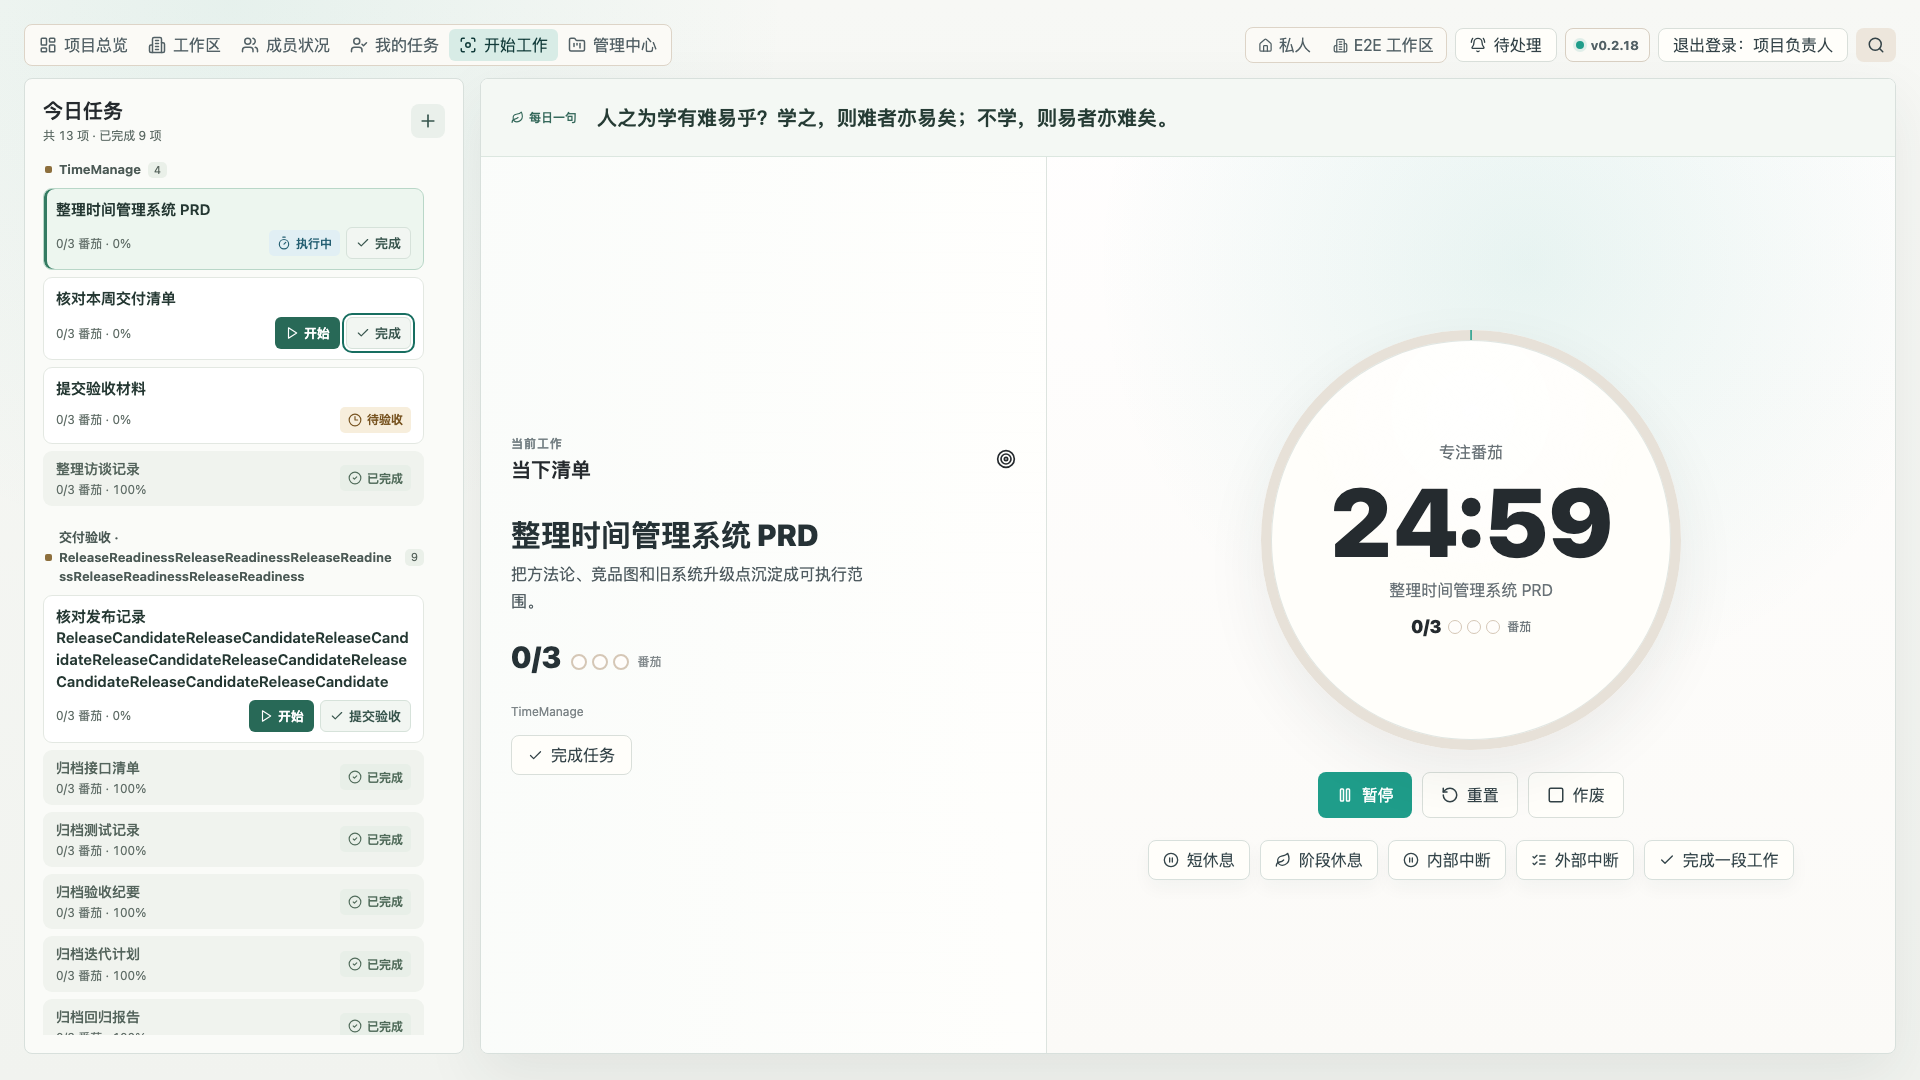 项目总览 工作区 成员状况 我的任务 开始工作 管理中心
私人 E2E 工作区 待处理 v0.2.18 退出登录：项目负责人
今日任务
共 13 项 · 已完成 9 项
TimeManage 4
整理时间管理系统 PRD
0/3 番茄 · 0% 执行中 完成
核对本周交付清单
0/3 番茄 · 0% 开始 完成
提交验收材料
0/3 番茄 · 0% 待验收
整理访谈记录
0/3 番茄 · 100% 已完成
交付验收 ·
ReleaseReadinessReleaseReadinessReleaseReadine 9
ssReleaseReadinessReleaseReadiness
核对发布记录
ReleaseCandidateReleaseCandidateReleaseCand
idateReleaseCandidateReleaseCandidateRelease
CandidateReleaseCandidateReleaseCandidate
0/3 番茄 · 0% 开始 提交验收
归档接口清单
0/3 番茄 · 100% 已完成
归档测试记录
0/3 番茄 · 100% 已完成
归档验收纪要
0/3 番茄 · 100% 已完成
归档迭代计划
0/3 番茄 · 100% 已完成
归档回归报告
已完成
每日一句 人之为学有难易乎？学之，则难者亦易矣；不学，则易者亦难矣。
当前工作
当下清单
整理时间管理系统 PRD
把方法论、竞品图和旧系统升级点沉淀成可执行范
围。
0/3 番茄
TimeManage
完成任务
专注番茄
24:59
整理时间管理系统 PRD
0/3 番茄
暂停 重置 作废
短休息 阶段休息 内部中断 外部中断 完成一段工作